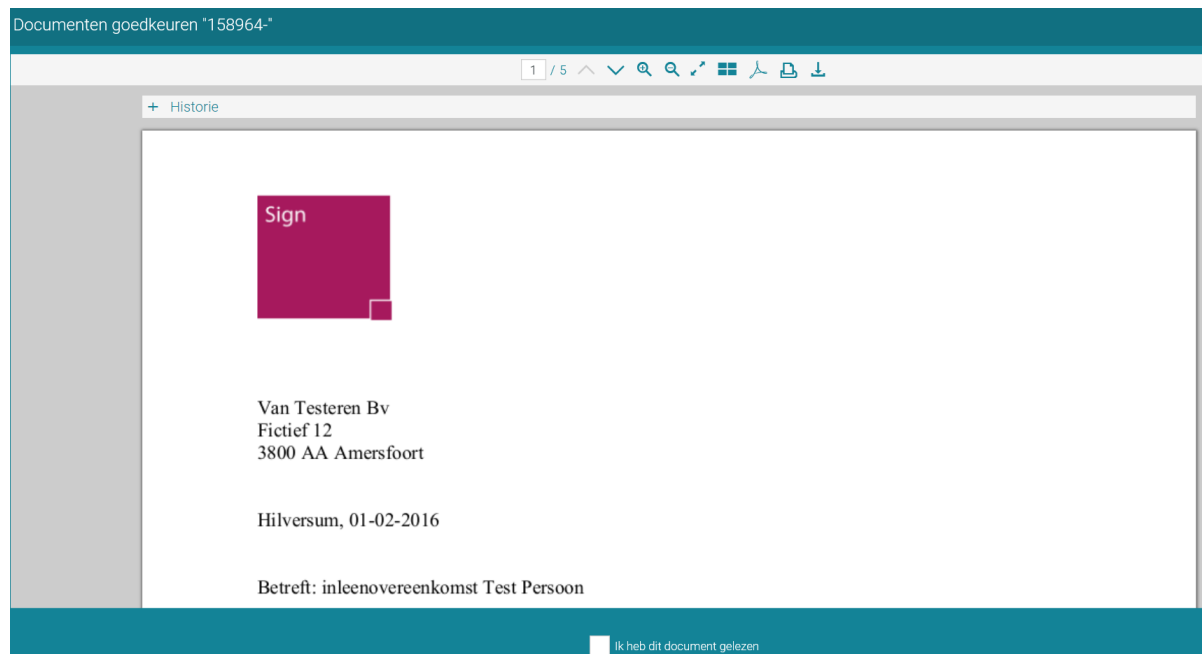 Documenten goedkeuren "158964-"
1 / 5
+ Historie
Sign
Van Testeren Bv
Fictief 12
3800 AA Amersfoort
Hilversum, 01-02-2016
Betreft: inleenovereenkomst Test Persoon
Ik heb dit document gelezen